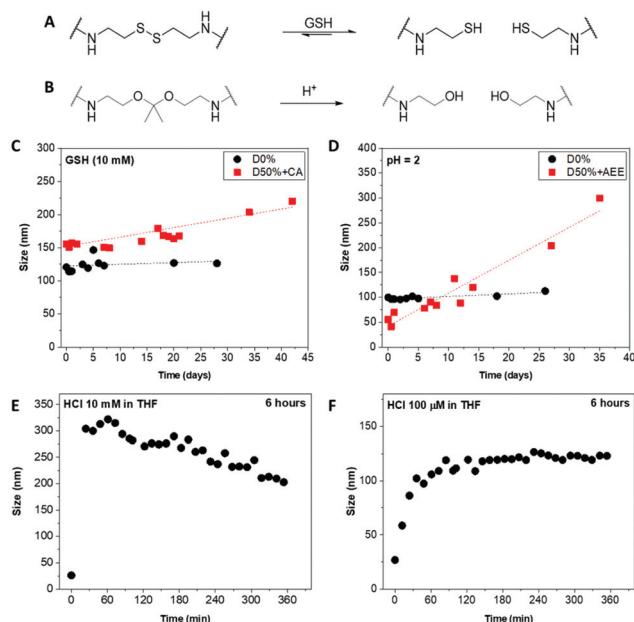 A
N
H
S
S
H
N
GSH
N
H
SH
SH
N
H
B
N
H
O
O
H
N
H⁺
N
H
OH
HO
N
H
C
GSH (10 mM)
D0%
D50%+CA
Size (nm)
300
250
200
150
100
50
0
0 5 10 15 20 25 30 35 40 45
Time (days)
D
pH = 2
D0%
D50%+AEE
Size (nm)
400
350
300
250
200
150
100
50
0
0 5 10 15 20 25 30 35 40
Time (days)
E
HCl 10 mM in THF
6 hours
Size (nm)
350
300
250
200
150
100
50
0
0 60 120 180 240 300 360
Time (min)
F
HCl 100 µM in THF
6 hours
Size (nm)
150
100
50
0
0 60 120 180 240 300 360
Time (min)